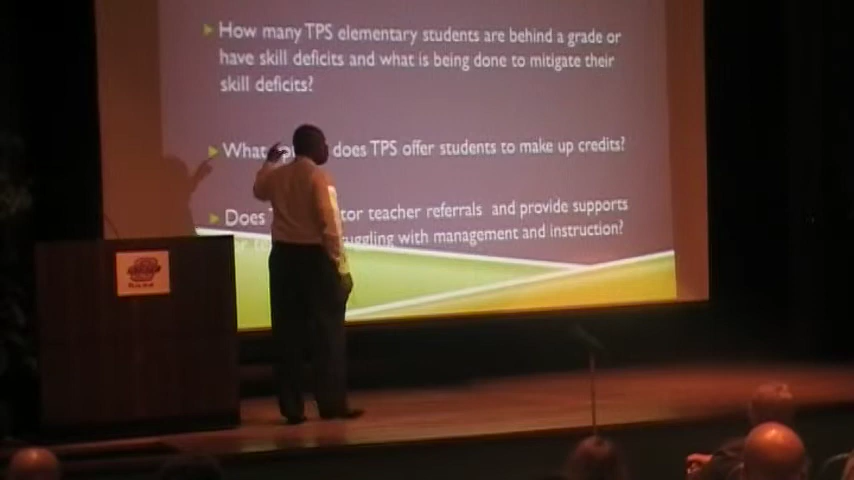 How many TPS elementary students are behind a grade or
have skill deficits and what is being done to mitigate their
skill deficits?
What does TPS offer students to make up credits?
Does tor teacher referrals and provide supports
uggling with management and instruction?